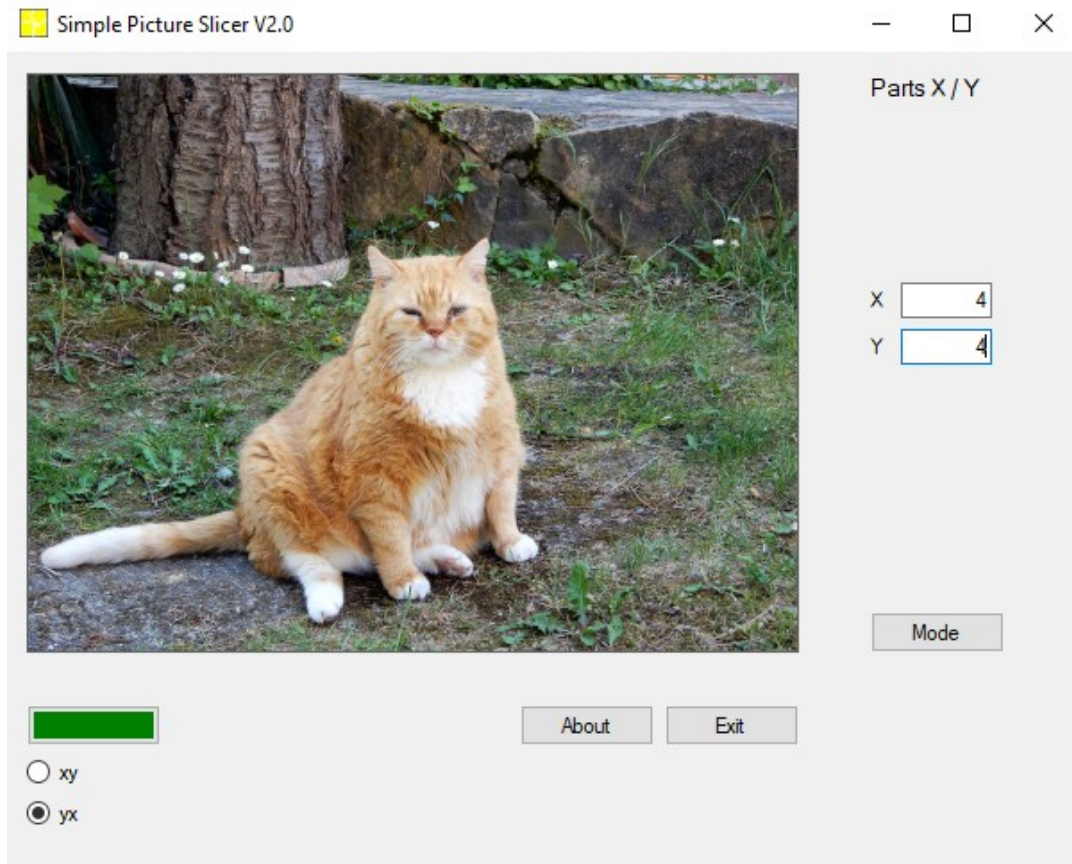 Simple Picture Slicer V2.0
Parts X / Y
X 4
Y 4
Mode
About Exit
xy
yx